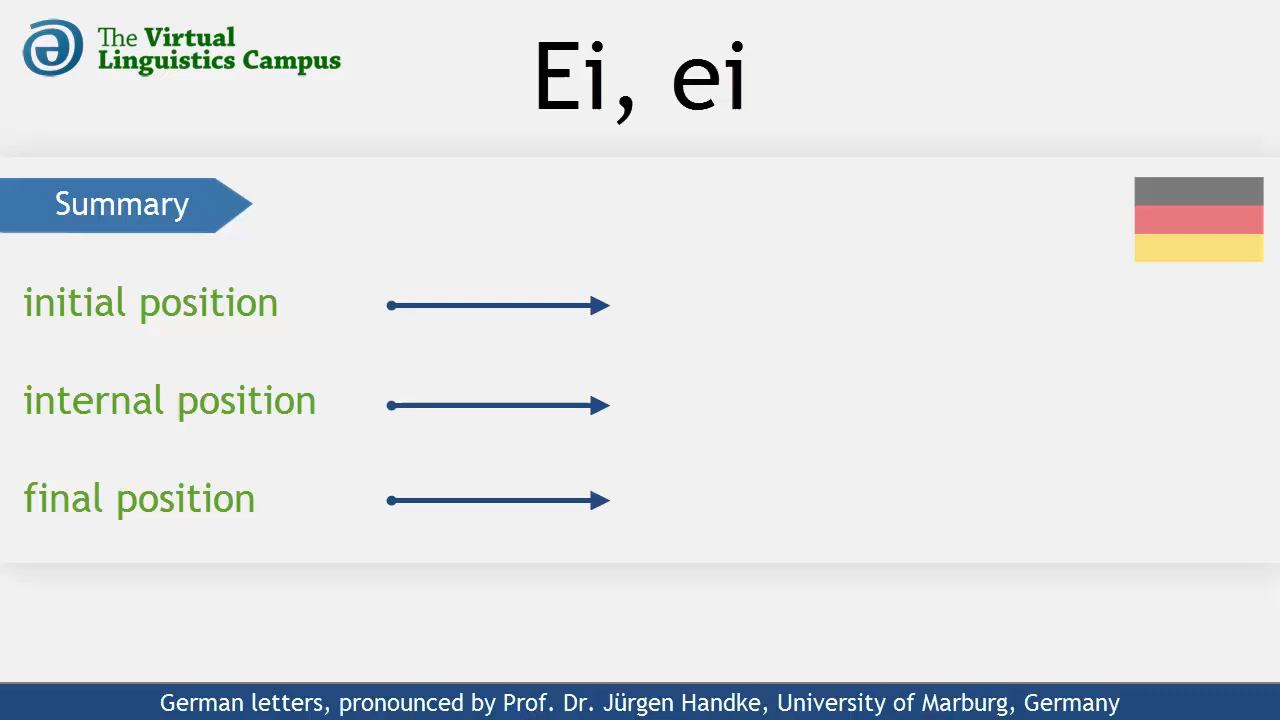 The Virtual
Linguistics Campus
Ei, ei
Summary
initial position
internal position
final position
German letters, pronounced by Prof. Dr. Jürgen Handke, University of Marburg, Germany